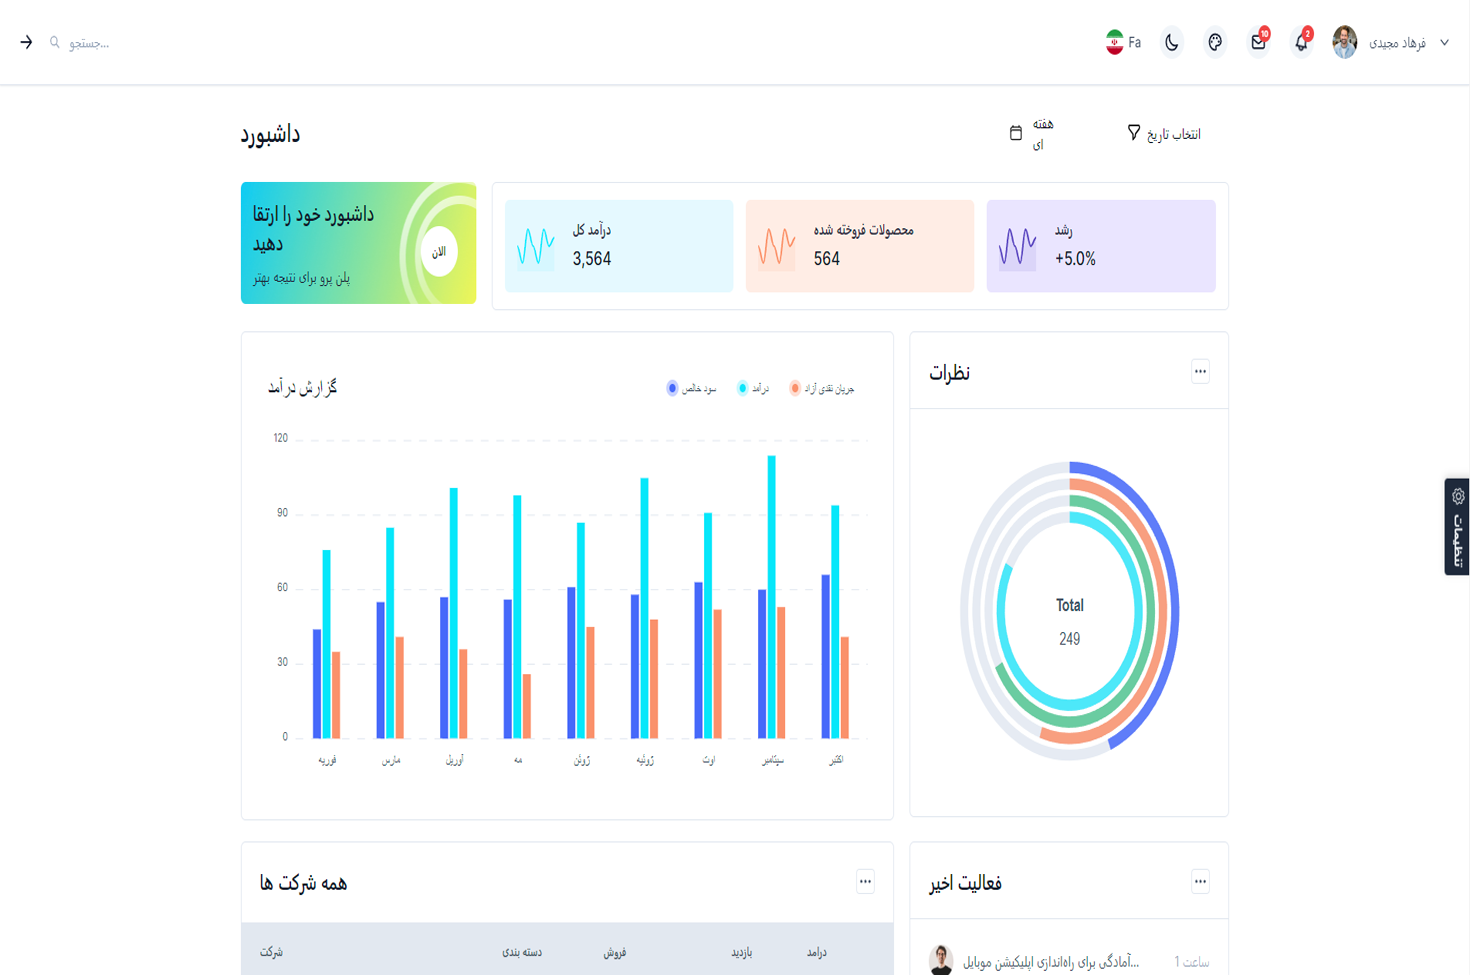 جستجو...
Fa
10
2
فرهاد مجیدی
داشبورد
هفته
ای
انتخاب تاریخ
داشبورد خود را ارتقا
دهید
پلن پرو برای نتیجه بهتر
الان
درآمد کل
3,564
محصولات فروخته شده
564
رشد
+5.0%
گزارش درآمد
سود خالص
درآمد
جریان نقدی آزاد
120
90
60
30
0
فوریه
مارس
آوریل
مه
ژوئن
ژوئیه
اوت
سپتامبر
اکتبر
نظرات
Total
249
تنظیمات
همه شرکت ها
شرکت
دسته بندی
فروش
بازدید
درامد
فعالیت اخیر
آمادگی برای راه‌اندازی اپلیکیشن موبایل...
1 ساعت